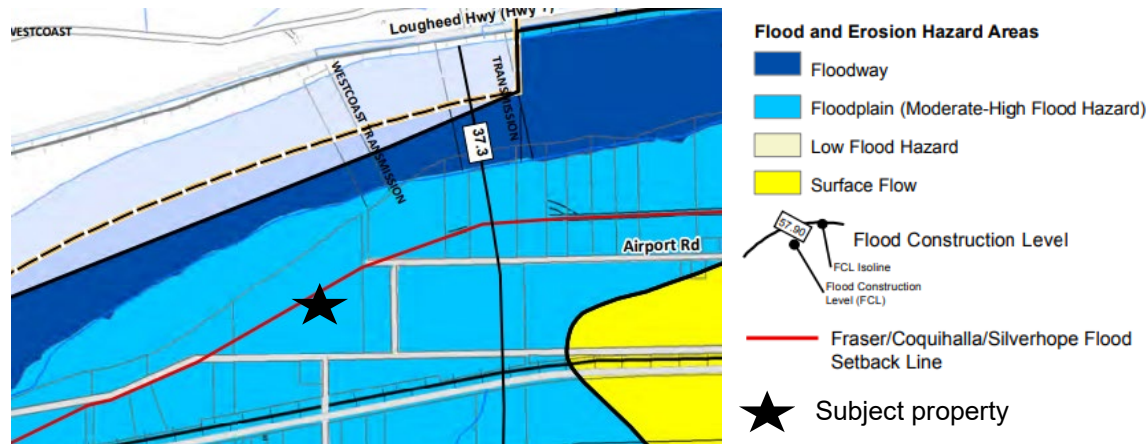 WESTCOAST
Lougheed Hwy (Hwy 7)
WESTCOAST TRANSMISSION
TRANSMISSION
37.3
Airport Rd
Flood and Erosion Hazard Areas
Floodway
Floodplain (Moderate-High Flood Hazard)
Low Flood Hazard
Surface Flow
57.90
Flood Construction Level
FCL Isoline
Flood Construction
Level (FCL)
Fraser/Coquihalla/Silverhope Flood
Setback Line
Subject property